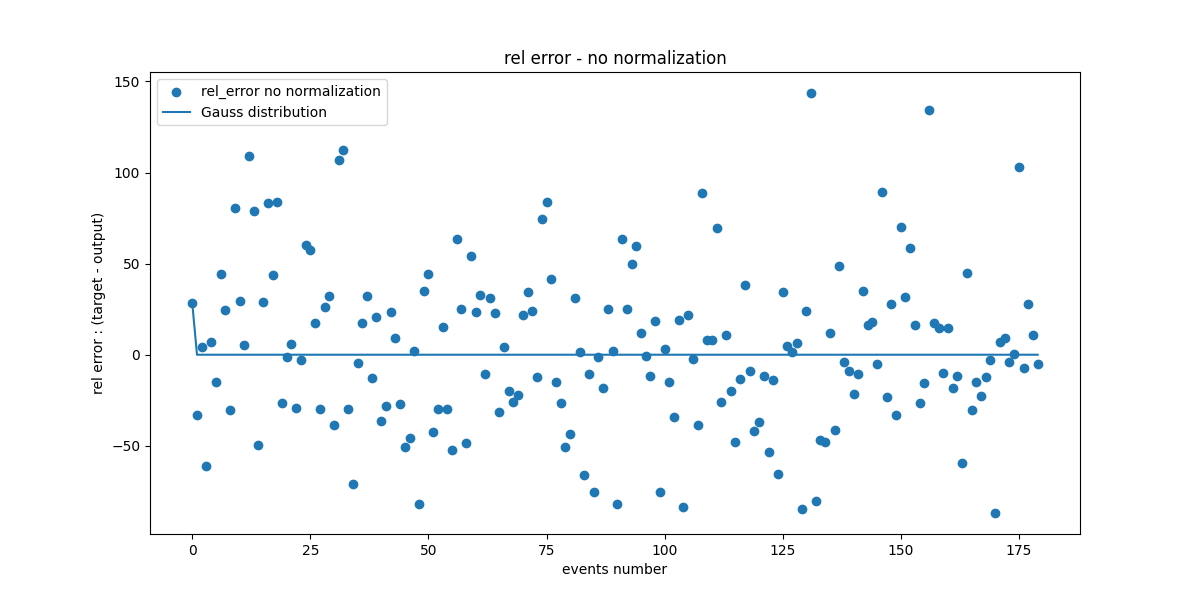 rel error - no normalization
150
100
50
0
−50
rel error : (target - output)
rel_error no normalization
Gauss distribution
0 25 50 75 100 125 150 175
events number